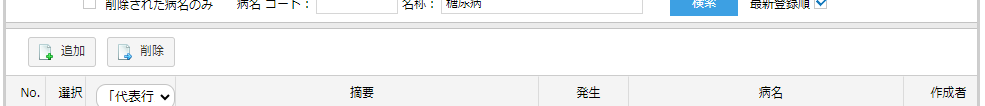 削除された病名のみ 病名 コード： 名称： 糖尿病 検索 最新登録順
追加 削除
No. 選択 「代表行 摘要 発生 病名 作成者